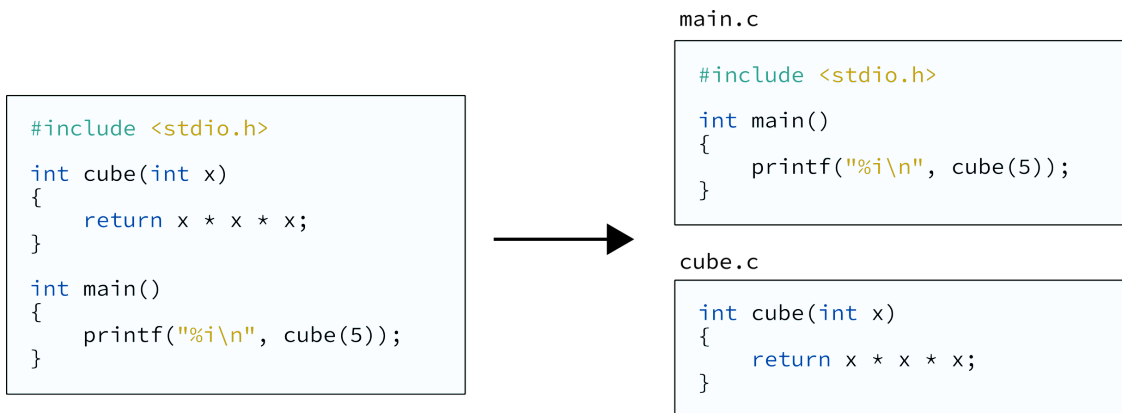 #include <stdio.h>
int cube(int x)
{
    return x * x * x;
}
int main()
{
    printf("%i\n", cube(5));
}
main.c
#include <stdio.h>
int main()
{
    printf("%i\n", cube(5));
}
cube.c
int cube(int x)
{
    return x * x * x;
}